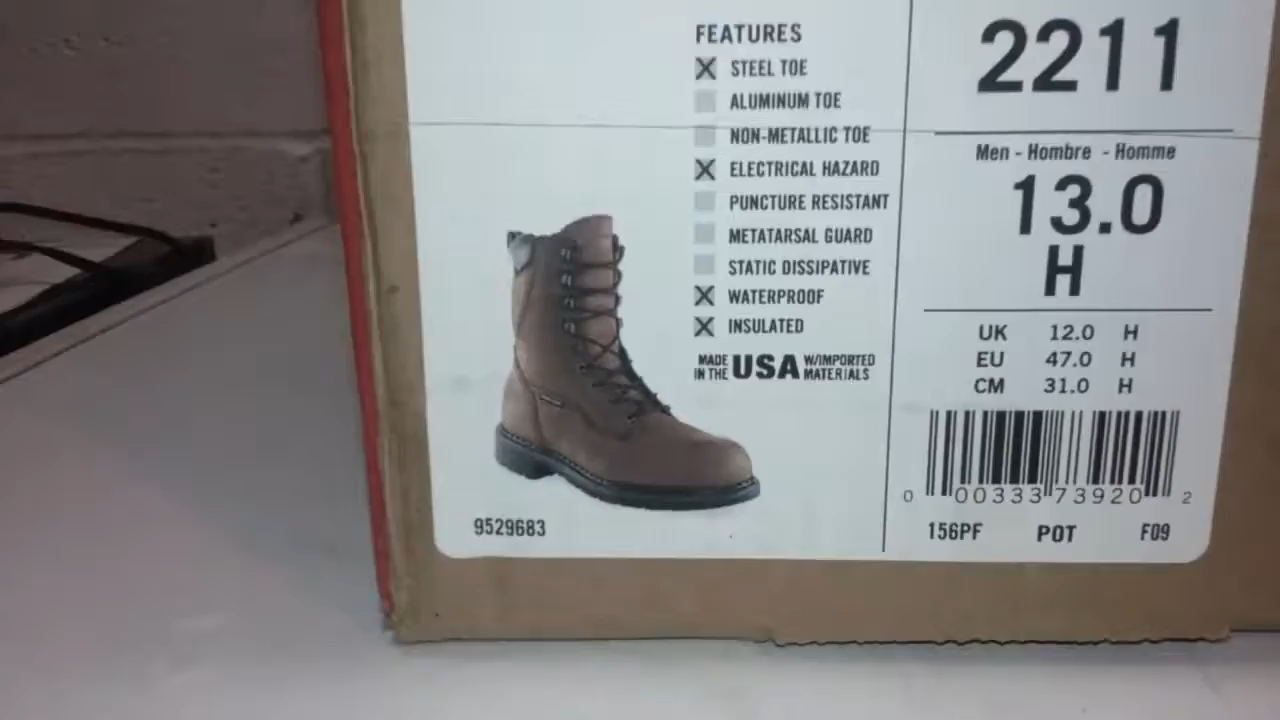 FEATURES
STEEL TOE
ALUMINUM TOE
NON-METALLIC TOE
ELECTRICAL HAZARD
PUNCTURE RESISTANT
METATARSAL GUARD
STATIC DISSIPATIVE
WATERPROOF
INSULATED
MADE IN THE USA W/IMPORTED MATERIALS
9529683
2211
Men - Hombre - Homme
13.0
H
UK 12.0 H
EU 47.0 H
CM 31.0 H
0 00333 73920 2
156PF POT F09